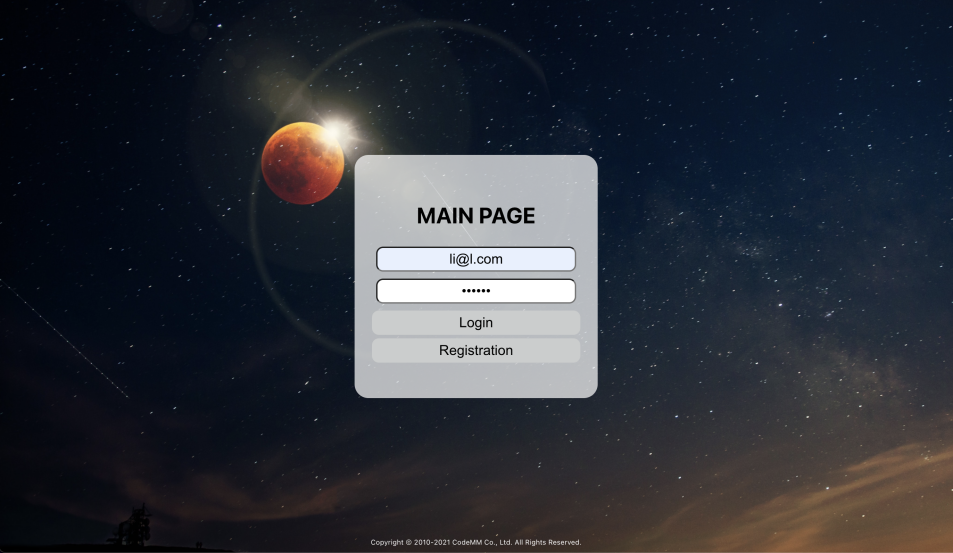 MAIN PAGE
li@l.com
••••••
Login
Registration
Copyright © 2010-2021 CodeMM Co., Ltd. All Rights Reserved.